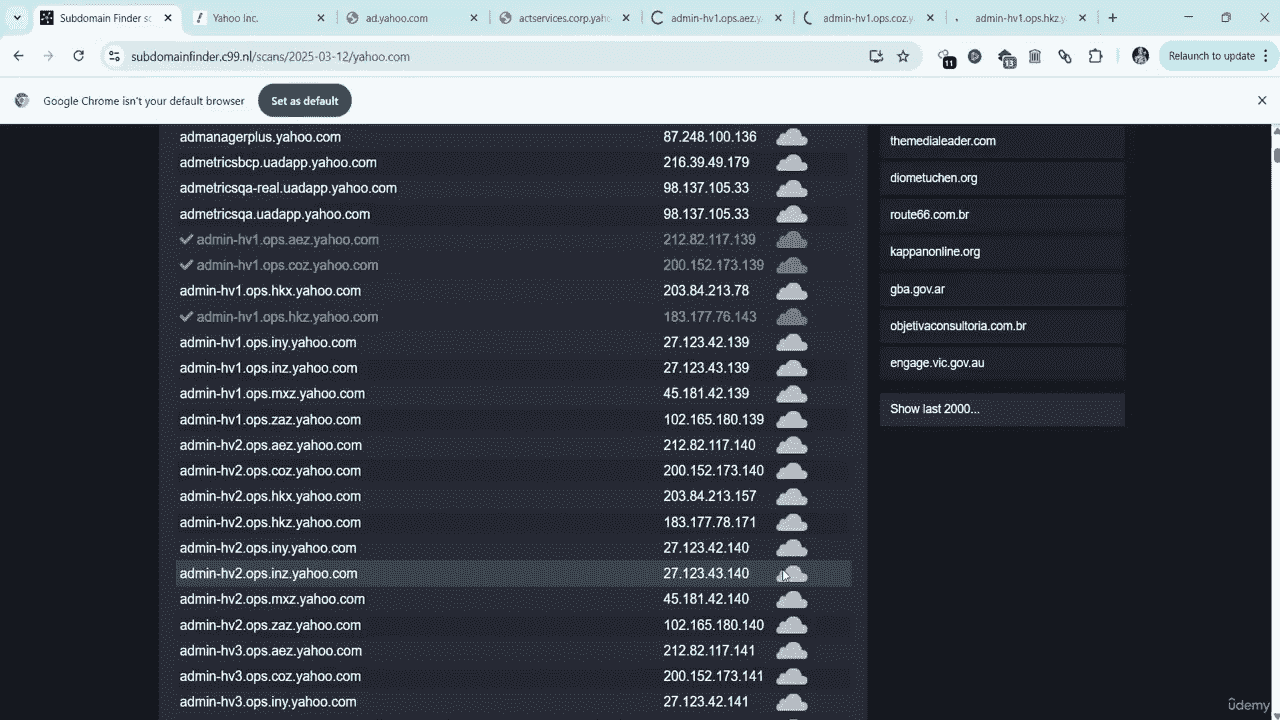 Subdomain Finder sc
Yahoo Inc.
ad.yahoo.com
actservices.corp.yah
admin-hv1.ops.aez.y
admin-hv1.ops.coz.y
admin-hv1.ops.hkz.y
subdomainfinder.c99.nl/scans/2025-03-12/yahoo.com
11
13
Relaunch to update
Google Chrome isn't your default browser
Set as default
admanagerplus.yahoo.com 87.248.100.136
admetricsbcp.uadapp.yahoo.com 216.39.49.179
admetricsqa-real.uadapp.yahoo.com 98.137.105.33
admetricsqa.uadapp.yahoo.com 98.137.105.33
admin-hv1.ops.aez.yahoo.com 212.82.117.139
admin-hv1.ops.coz.yahoo.com 200.152.173.139
admin-hv1.ops.hkx.yahoo.com 203.84.213.78
admin-hv1.ops.hkz.yahoo.com 183.177.76.143
admin-hv1.ops.iny.yahoo.com 27.123.42.139
admin-hv1.ops.inz.yahoo.com 27.123.43.139
admin-hv1.ops.mxz.yahoo.com 45.181.42.139
admin-hv1.ops.zaz.yahoo.com 102.165.180.139
admin-hv2.ops.aez.yahoo.com 212.82.117.140
admin-hv2.ops.coz.yahoo.com 200.152.173.140
admin-hv2.ops.hkx.yahoo.com 203.84.213.157
admin-hv2.ops.hkz.yahoo.com 183.177.78.171
admin-hv2.ops.iny.yahoo.com 27.123.42.140
admin-hv2.ops.inz.yahoo.com 27.123.43.140
admin-hv2.ops.mxz.yahoo.com 45.181.42.140
admin-hv2.ops.zaz.yahoo.com 102.165.180.140
admin-hv3.ops.aez.yahoo.com 212.82.117.141
admin-hv3.ops.coz.yahoo.com 200.152.173.141
admin-hv3.ops.iny.yahoo.com 27.123.42.141
themedialeader.com
diometuchen.org
route66.com.br
kappanonline.org
gba.gov.ar
objetivaconsultoria.com.br
engage.vic.gov.au
Show last 2000...
Udemy